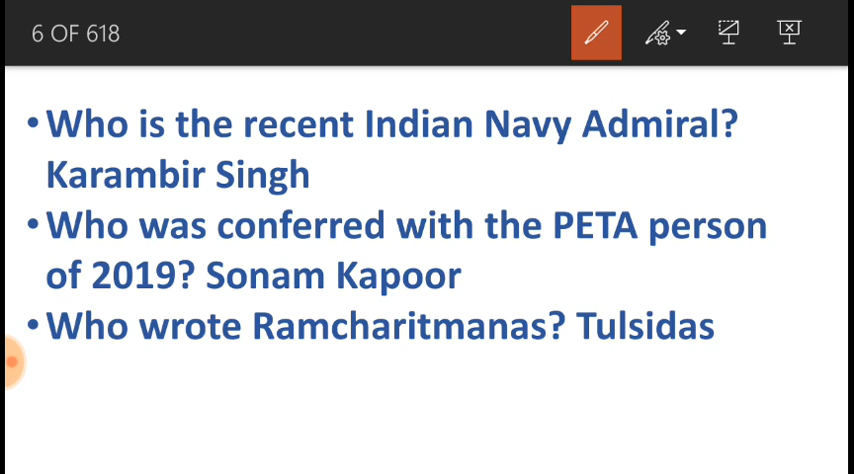 6 OF 618
•Who is the recent Indian Navy Admiral?
Karambir Singh
•Who was conferred with the PETA person
of 2019? Sonam Kapoor
•Who wrote Ramcharitmanas? Tulsidas